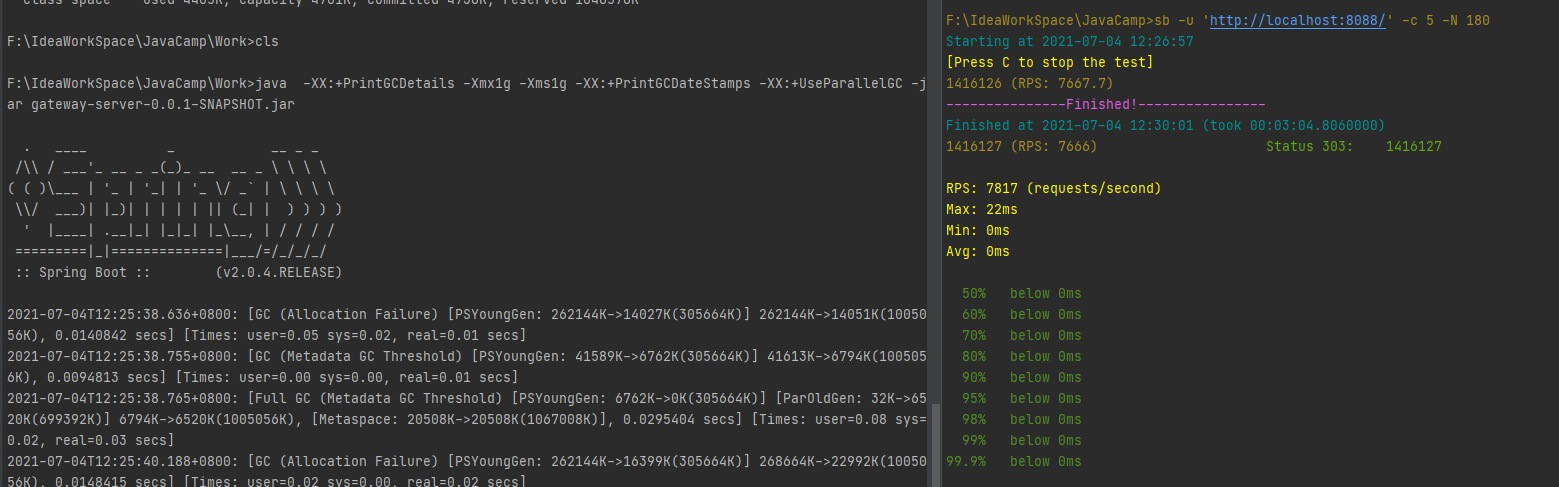 class space    used 4483K, capacity 4781K, committed 4736K, reserved 1048576K
F:\IdeaWorkSpace\JavaCamp\Work>cls
F:\IdeaWorkSpace\JavaCamp\Work>java  -XX:+PrintGCDetails -Xmx1g -Xms1g -XX:+PrintGCDateStamps -XX:+UseParallelGC -j
ar gateway-server-0.0.1-SNAPSHOT.jar
  .   ____          _            __ _ _
 /\\ / ___'_ __ _ _(_)_ __  __ _ \ \ \ \
( ( )\___ | '_ | '_| | '_ \/ _` | \ \ \ \
 \\/  ___)| |_)| | | | | || (_| |  ) ) ) )
  '  |____| .__|_| |_|_| |_\__, | / / / /
 =========|_|==============|___/=/_/_/_/
 :: Spring Boot ::        (v2.0.4.RELEASE)
2021-07-04T12:25:38.636+0800: [GC (Allocation Failure) [PSYoungGen: 262144K->14027K(305664K)] 262144K->14051K(10050
56K), 0.0140842 secs] [Times: user=0.05 sys=0.02, real=0.01 secs]
2021-07-04T12:25:38.755+0800: [GC (Metadata GC Threshold) [PSYoungGen: 41589K->6762K(305664K)] 41613K->6794K(100505
6K), 0.0094813 secs] [Times: user=0.00 sys=0.00, real=0.01 secs]
2021-07-04T12:25:38.765+0800: [Full GC (Metadata GC Threshold) [PSYoungGen: 6762K->0K(305664K)] [ParOldGen: 32K->65
20K(699392K)] 6794K->6520K(1005056K), [Metaspace: 20508K->20508K(1067008K)], 0.0295404 secs] [Times: user=0.08 sys=
0.02, real=0.03 secs]
2021-07-04T12:25:40.188+0800: [GC (Allocation Failure) [PSYoungGen: 262144K->16399K(305664K)] 268664K->22992K(10050
56K), 0.0148415 secs] [Times: user=0.02 sys=0.00, real=0.02 secs]
F:\IdeaWorkSpace\JavaCamp>sb -u 'http://localhost:8088/' -c 5 -N 180
Starting at 2021-07-04 12:26:57
[Press C to stop the test]
1416126 (RPS: 7667.7)
---------------Finished!----------------
Finished at 2021-07-04 12:30:01 (took 00:03:04.8060000)
1416127 (RPS: 7666)                     Status 303:    1416127
RPS: 7817 (requests/second)
Max: 22ms
Min: 0ms
Avg: 0ms
  50%   below 0ms
  60%   below 0ms
  70%   below 0ms
  80%   below 0ms
  90%   below 0ms
  95%   below 0ms
  98%   below 0ms
  99%   below 0ms
99.9%   below 0ms